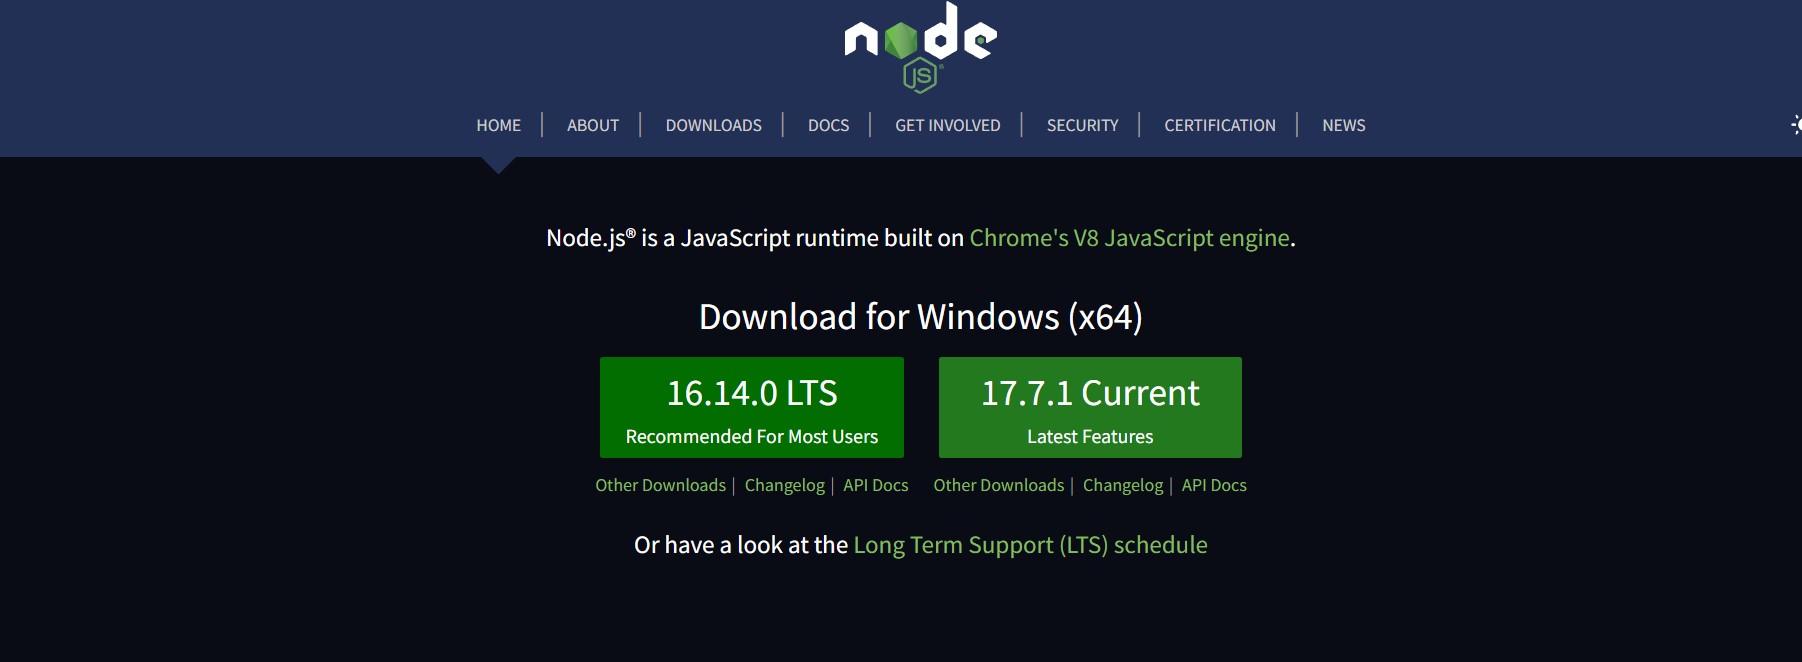 node
JS®
HOME | ABOUT | DOWNLOADS | DOCS | GET INVOLVED | SECURITY | CERTIFICATION | NEWS
Node.js® is a JavaScript runtime built on Chrome's V8 JavaScript engine.
Download for Windows (x64)
16.14.0 LTS
Recommended For Most Users
17.7.1 Current
Latest Features
Other Downloads | Changelog | API Docs
Other Downloads | Changelog | API Docs
Or have a look at the Long Term Support (LTS) schedule